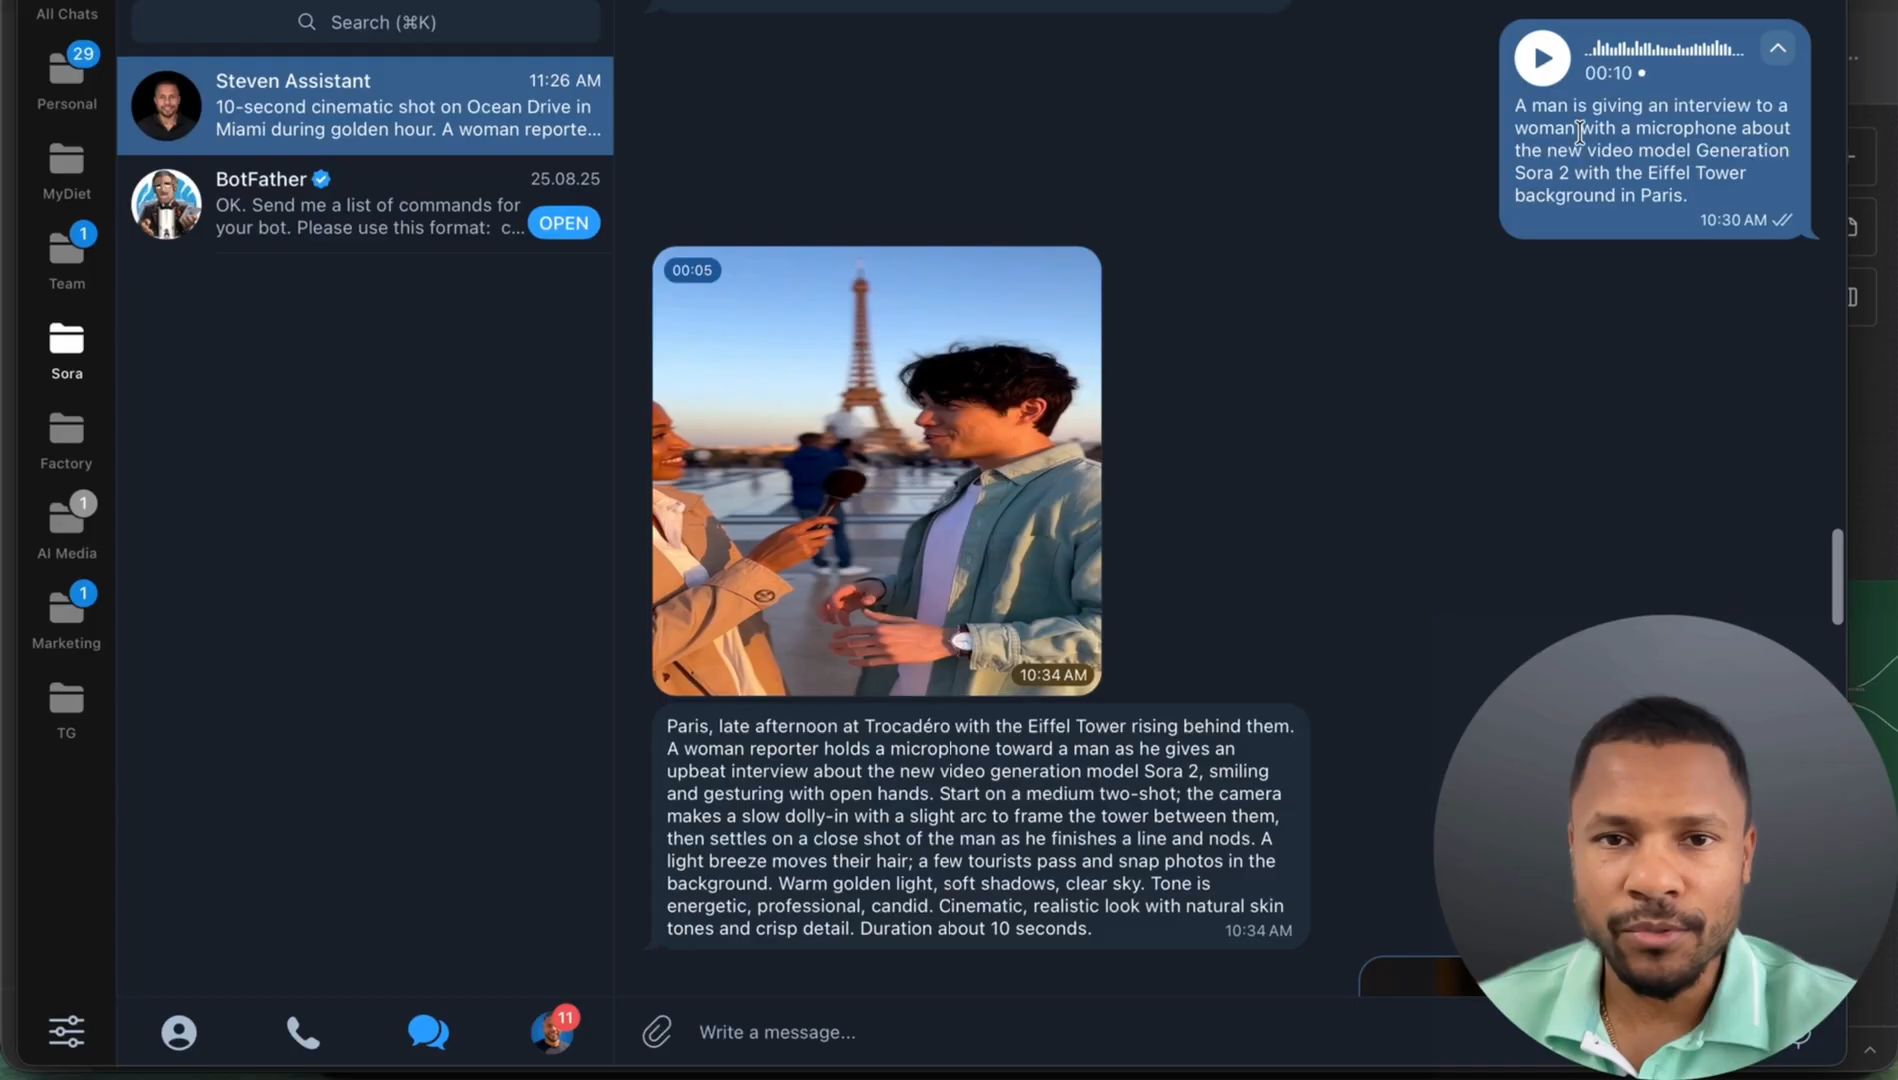 All Chats
29
Personal
MyDiet
1
Team
Sora
Factory
1
AI Media
1
Marketing
TG
Search (⌘K)
Steven Assistant
11:26 AM
10-second cinematic shot on Ocean Drive in
Miami during golden hour. A woman reporte...
BotFather
25.08.25
OK. Send me a list of commands for
your bot. Please use this format: c...
OPEN
11
00:10
A man is giving an interview to a
woman with a microphone about
the new video model Generation
Sora 2 with the Eiffel Tower
background in Paris.
10:30 AM
00:05
10:34 AM
Paris, late afternoon at Trocadéro with the Eiffel Tower rising behind them.
A woman reporter holds a microphone toward a man as he gives an
upbeat interview about the new video generation model Sora 2, smiling
and gesturing with open hands. Start on a medium two-shot; the camera
makes a slow dolly-in with a slight arc to frame the tower between them,
then settles on a close shot of the man as he finishes a line and nods. A
light breeze moves their hair; a few tourists pass and snap photos in the
background. Warm golden light, soft shadows, clear sky. Tone is
energetic, professional, candid. Cinematic, realistic look with natural skin
tones and crisp detail. Duration about 10 seconds.
10:34 AM
Write a message...